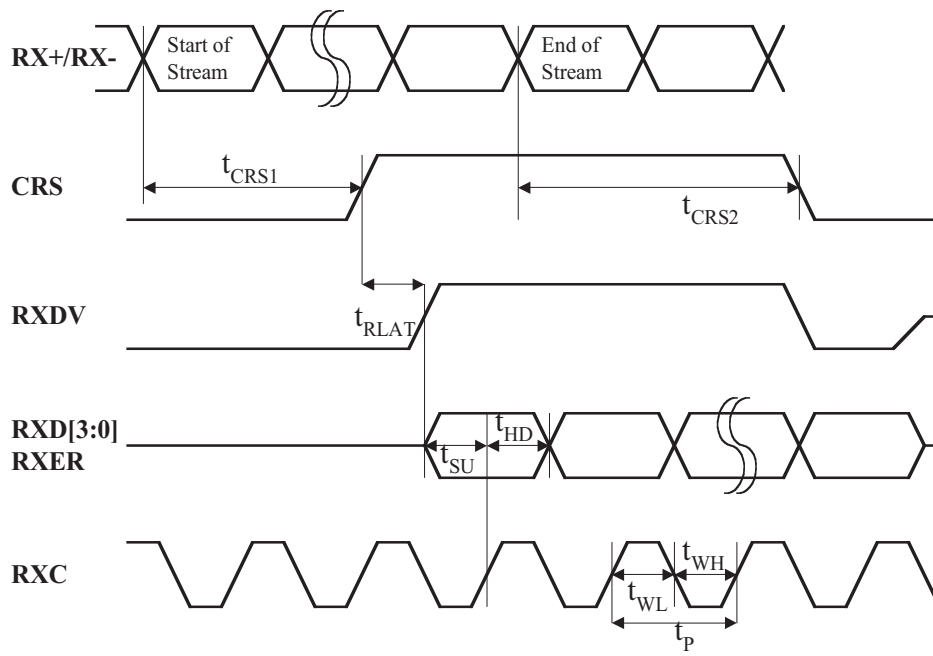 RX+/RX-
Start of
Stream
End of
Stream
CRS
tCRS1
tCRS2
RXDV
tRLAT
RXD[3:0]
RXER
tSU
tHD
RXC
tWL
tWH
tP